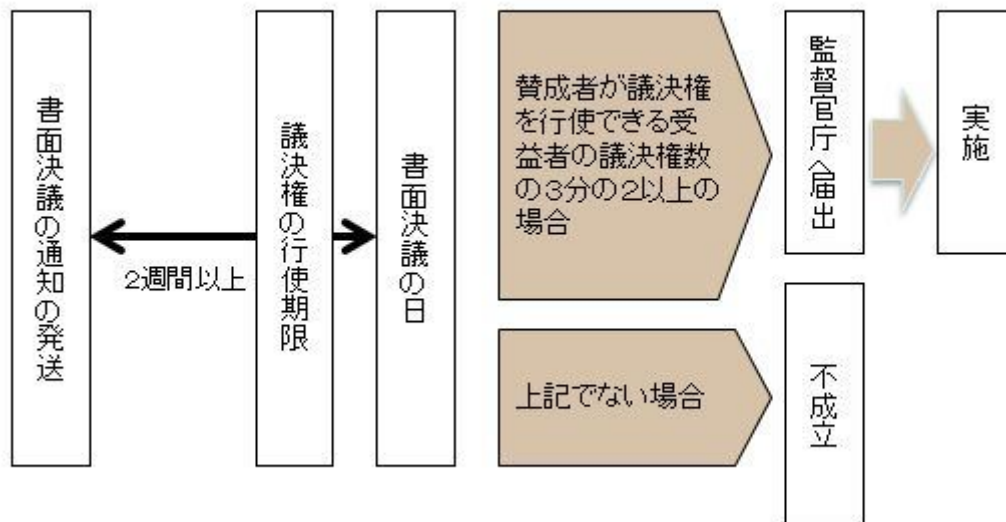 書面決議の通知の発送
2週間以上
議決権の行使期限
書面決議の日
賛成者が議決権
を行使できる受
益者の議決権数
の3分の2以上の
場合
監督官庁へ届出
実施
上記でない場合
不成立